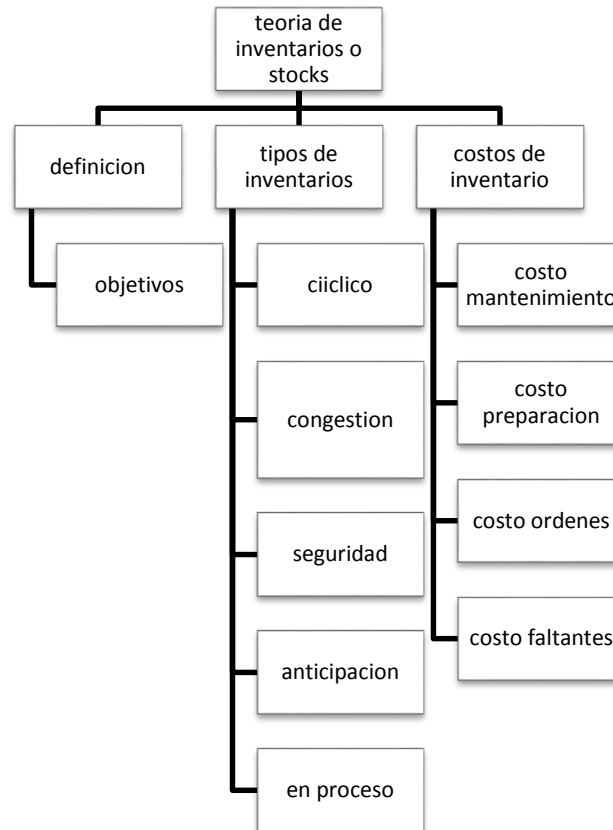 teoria de
inventarios o
stocks
definicion
objetivos
tipos de
inventarios
ciiclico
congestion
seguridad
anticipacion
en proceso
costos de
inventario
costo
mantenimiento
costo
preparacion
costo ordenes
costo faltantes